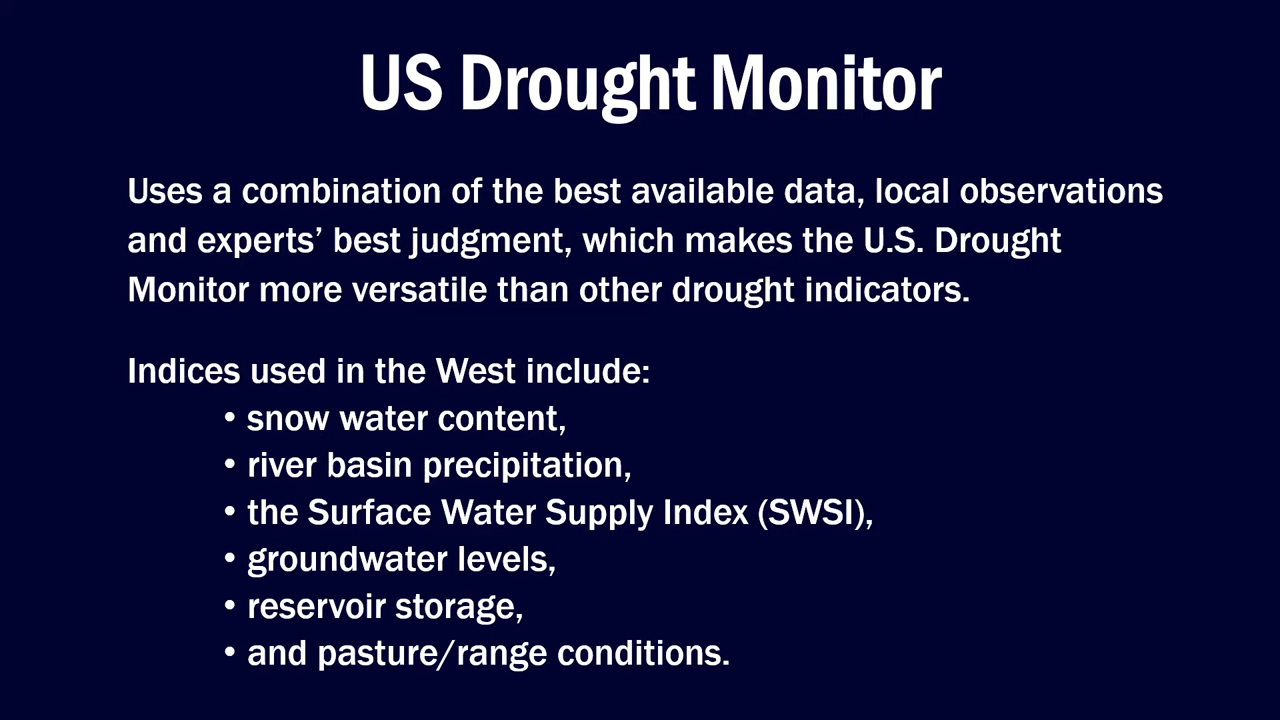 US Drought Monitor
Uses a combination of the best available data, local observations
and experts’ best judgment, which makes the U.S. Drought
Monitor more versatile than other drought indicators.
Indices used in the West include:
• snow water content,
• river basin precipitation,
• the Surface Water Supply Index (SWSI),
• groundwater levels,
• reservoir storage,
• and pasture/range conditions.